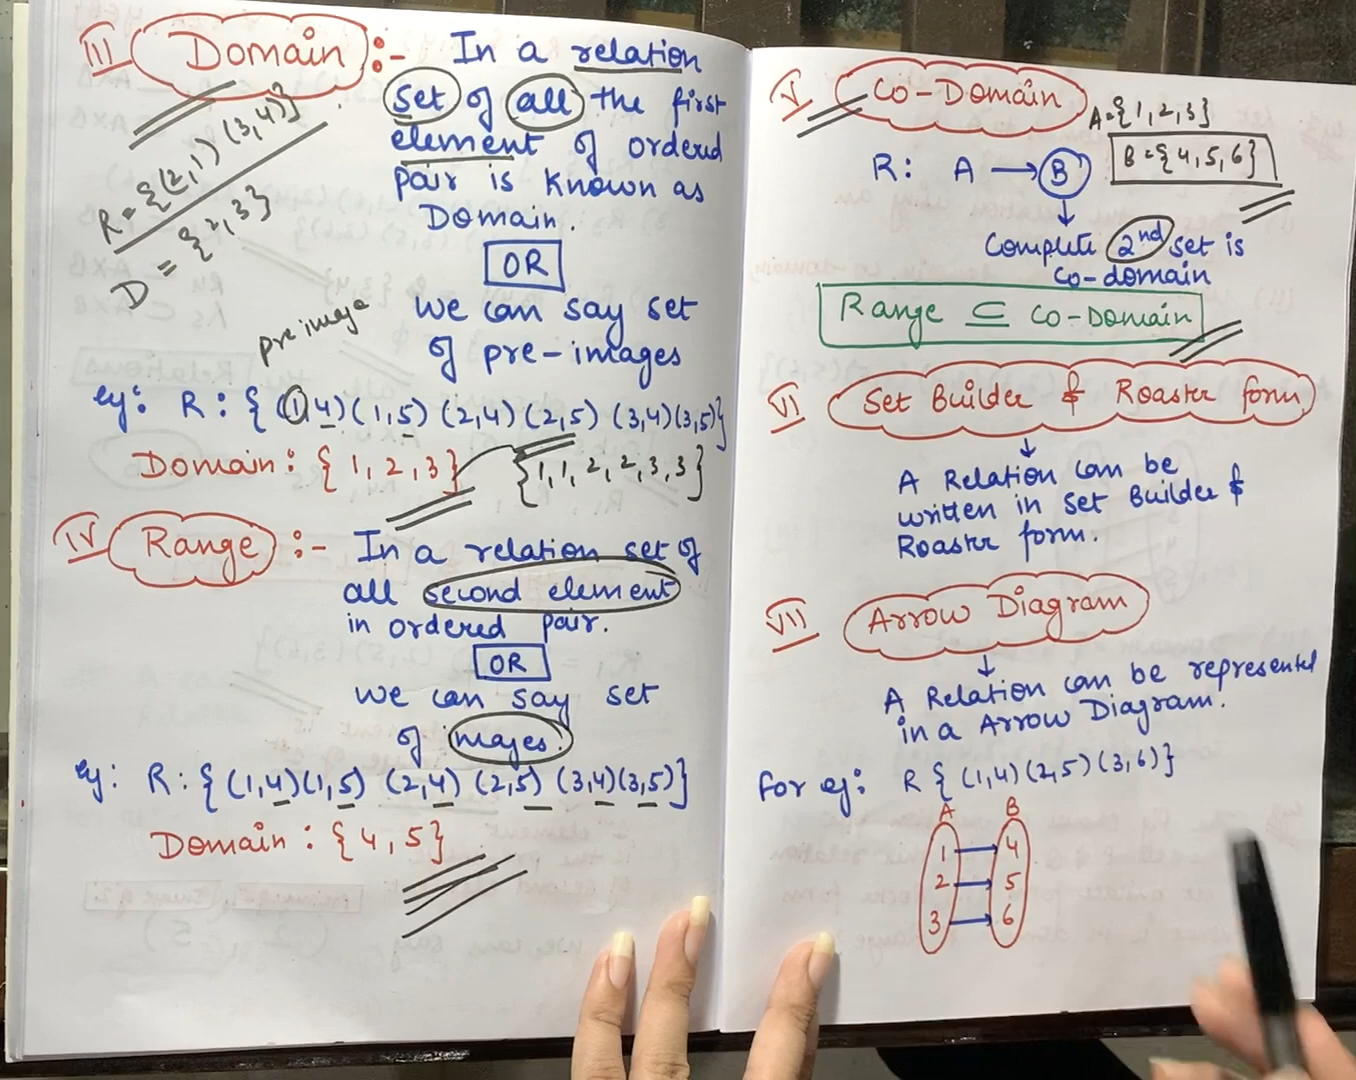 III Domain :- In a relation
set of all the first
element of ordered
pair is known as
Domain.
R = {(2,1) (3,4)}
D = {2,3}
OR
we can say set
of pre-images
pre image
eg: R : { (1,4) (1,5) (2,4) (2,5) (3,4) (3,5)}
Domain : { 1, 2, 3} {1,1,2,2,3,3}
IV Range :- In a relation set of
all second element
in ordered pair.
OR
we can say set
of images.
eg: R : { (1,4) (1,5) (2,4) (2,5) (3,4) (3,5)}
Domain : { 4, 5}
V Co-Domain
A={1,2,3}
B={4,5,6}
R: A → B
↓
Complete 2nd set is
co-domain
Range ⊆ Co-Domain
VI Set Builder & Roaster form
↓
A Relation can be
written in Set Builder &
Roaster form.
VII Arrow Diagram
↓
A Relation can be represented
in a Arrow Diagram.
For eg: R { (1,4) (2,5) (3,6)}
A B
1 → 4
2 → 5
3 → 6